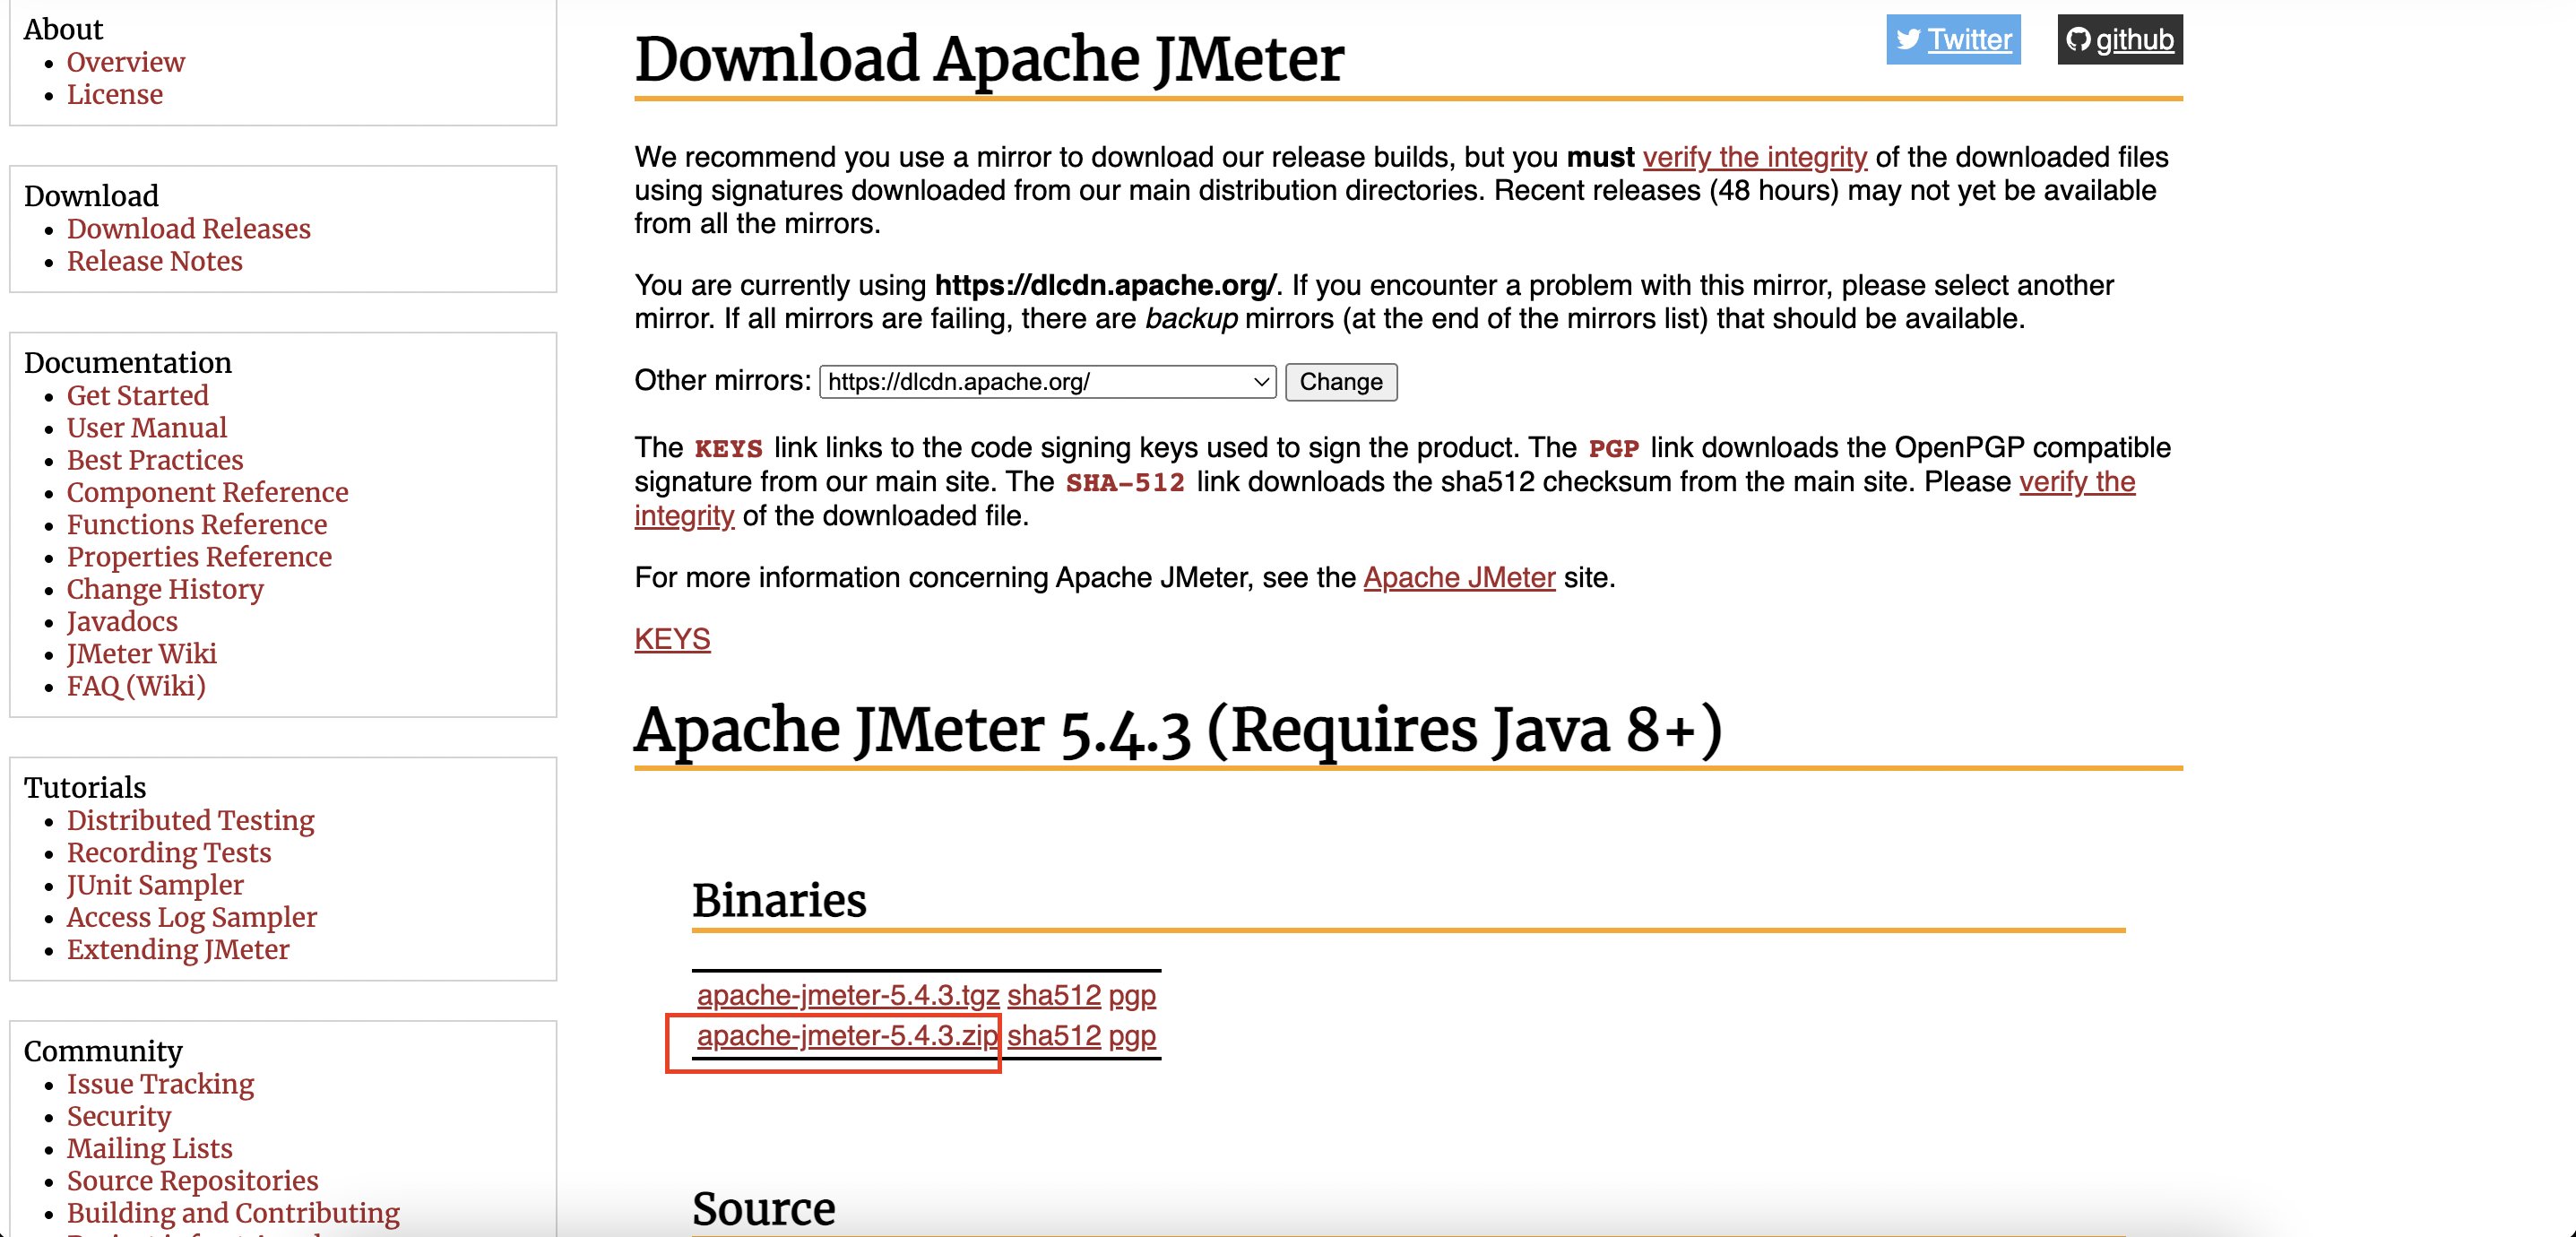 About
Overview
License
Download
Download Releases
Release Notes
Documentation
Get Started
User Manual
Best Practices
Component Reference
Functions Reference
Properties Reference
Change History
Javadocs
JMeter Wiki
FAQ (Wiki)
Tutorials
Distributed Testing
Recording Tests
JUnit Sampler
Access Log Sampler
Extending JMeter
Community
Issue Tracking
Security
Mailing Lists
Source Repositories
Building and Contributing
Twitter
github
Download Apache JMeter
We recommend you use a mirror to download our release builds, but you must verify the integrity of the downloaded files
using signatures downloaded from our main distribution directories. Recent releases (48 hours) may not yet be available
from all the mirrors.
You are currently using https://dlcdn.apache.org/. If you encounter a problem with this mirror, please select another
mirror. If all mirrors are failing, there are backup mirrors (at the end of the mirrors list) that should be available.
Other mirrors: https://dlcdn.apache.org/ Change
The KEYS link links to the code signing keys used to sign the product. The PGP link downloads the OpenPGP compatible
signature from our main site. The SHA-512 link downloads the sha512 checksum from the main site. Please verify the
integrity of the downloaded file.
For more information concerning Apache JMeter, see the Apache JMeter site.
KEYS
Apache JMeter 5.4.3 (Requires Java 8+)
Binaries
apache-jmeter-5.4.3.tgz sha512 pgp
apache-jmeter-5.4.3.zip sha512 pgp
Source